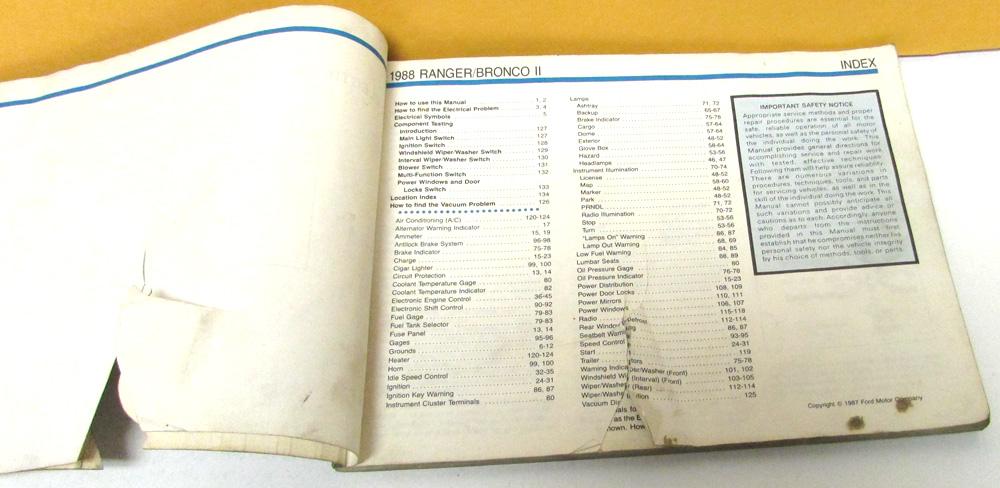 1988 RANGER/BRONCO II
INDEX
How to use this Manual 1, 2
How to find the Electrical Problem 3, 4
Electrical Symbols 5
Component Testing
Introduction 127
Main Light Switch 127
Ignition Switch 128
Windshield Wiper/Washer Switch 129
Interval Wiper/Washer Switch 130
Blower Switch 131
Multi-Function Switch 132
Power Windows and Door
Locks Switch 133
Location Index 134
How to find the Vacuum Problem 126
Air Conditioning (A/C) 120-124
Alternator Warning Indicator 17
Ammeter 15, 19
Antilock Brake System 96-98
Brake Indicator 75-78
Charge 15-23
Cigar Lighter 99, 100
Circuit Protection 13, 14
Coolant Temperature Gage 80
Coolant Temperature Indicator 82
Electronic Engine Control 36-45
Electronic Shift Control 90-92
Fuel Gage 79-83
Fuel Tank Selector 79-83
Fuse Panel 13, 14
Gages 95-96
Grounds 6-12
Heater 120-124
Horn 99, 100
Idle Speed Control 32-35
Ignition 24-31
Ignition Key Warning 86, 87
Instrument Cluster Terminals 60
Lamps
Ashtray 71, 72
Backup 65-67
Brake Indicator 75-78
Cargo 57-64
Dome 57-64
Exterior 48-52
Glove Box 58-64
Hazard 53-56
Headlamps 46, 47
Instrument Illumination 70-74
License 48-52
Map 58-60
Marker 48-52
Park 48-52
PRNDL 71, 72
Radio Illumination 70-72
Stop 53-56
Turn 53-56
"Lamps On" Warning 86, 87
Lamp Out Warning 68, 69
Low Fuel Warning 84, 85
Lumbar Seats 88, 89
Oil Pressure Gage 80
Oil Pressure Indicator 76-78
Power Distribution 15-23
Power Door Locks 108, 109
Power Mirrors 110, 111
Power Windows 106, 107
Radio 115-118
Rear Window Defrost 112-114
Seatbelt Warning 86, 87
Speed Control 93-95
Start 24-31
Trailer 119
Warning Indicators 75-78
Windshield Wiper/Washer (Front) 101, 102
Wiper/Washer (Interval) (Front) 103-105
Wiper/Washer (Rear) 112-114
Vacuum Dis ution 125
als fo
as the E
own. How
IMPORTANT SAFETY NOTICE
Appropriate service methods and proper
repair procedures are essential for the
safe, reliable operation of all motor
vehicles, as well as the personal safety of
the individual doing the work. This
Manual provides general directions for
accomplishing service and repair work
with tested, effective techniques.
Following them will help assure reliability.
There are numerous variations in
procedures, techniques, tools, and parts
for servicing vehicles, as well as in the
skill of the individual doing the work. This
Manual cannot possibly anticipate all
such variations and provide advice or
cautions as to each. Accordingly, anyone
who departs from the instructions
provided in this Manual must first
establish that he compromises neither his
personal safety nor the vehicle integrity
by his choice of methods, tools, or parts.
Copyright © 1987 Ford Motor Company